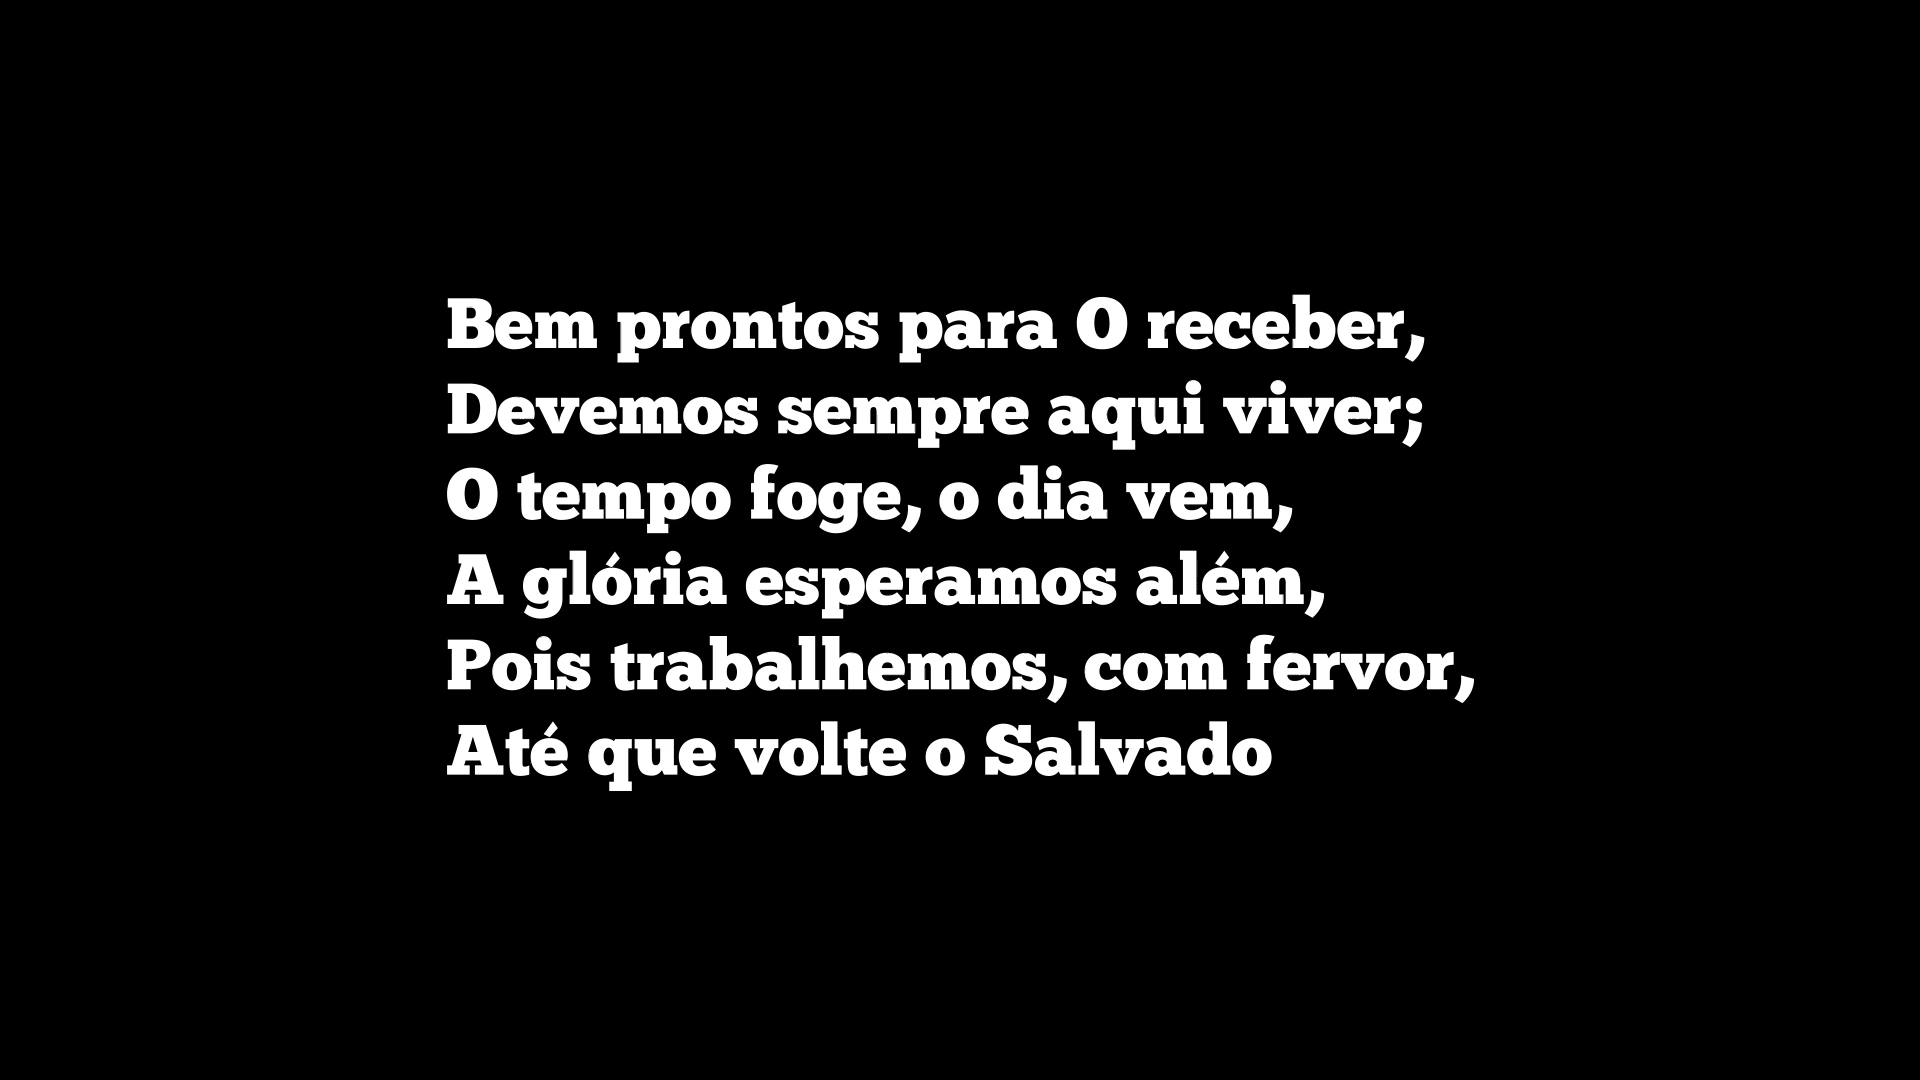 Bem prontos para O receber,
Devemos sempre aqui viver;
O tempo foge, o dia vem,
A glória esperamos além,
Pois trabalhemos, com fervor,
Até que volte o Salvado